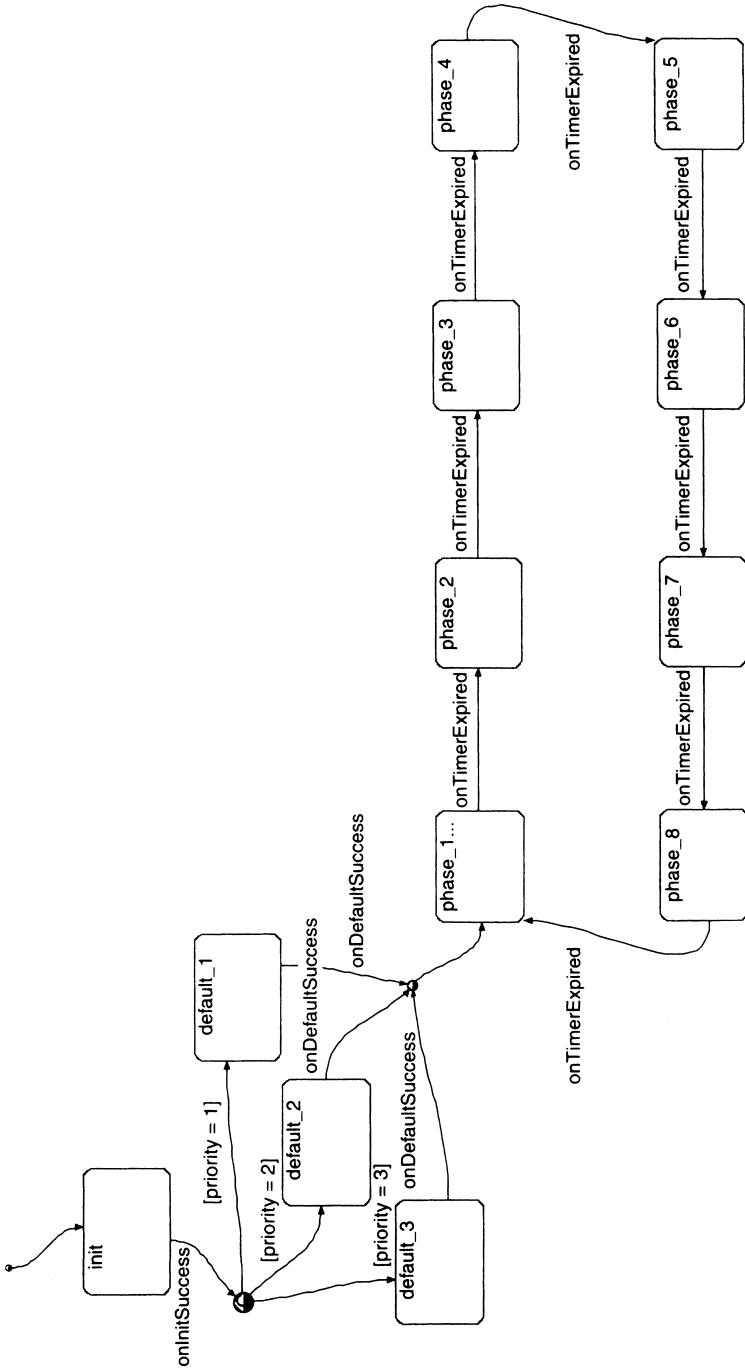 init
onInitSuccess
[priority = 1]
default_1
onDefaultSuccess
[priority = 2]
default_2
onDefaultSuccess
[priority = 3]
default_3
onDefaultSuccess
phase_1...
onTimerExpired
phase_2
onTimerExpired
phase_3
onTimerExpired
phase_4
onTimerExpired
phase_5
onTimerExpired
phase_6
onTimerExpired
phase_7
onTimerExpired
phase_8
onTimerExpired